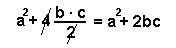 a²+ 4 b · c / 2 = a²+ 2bc